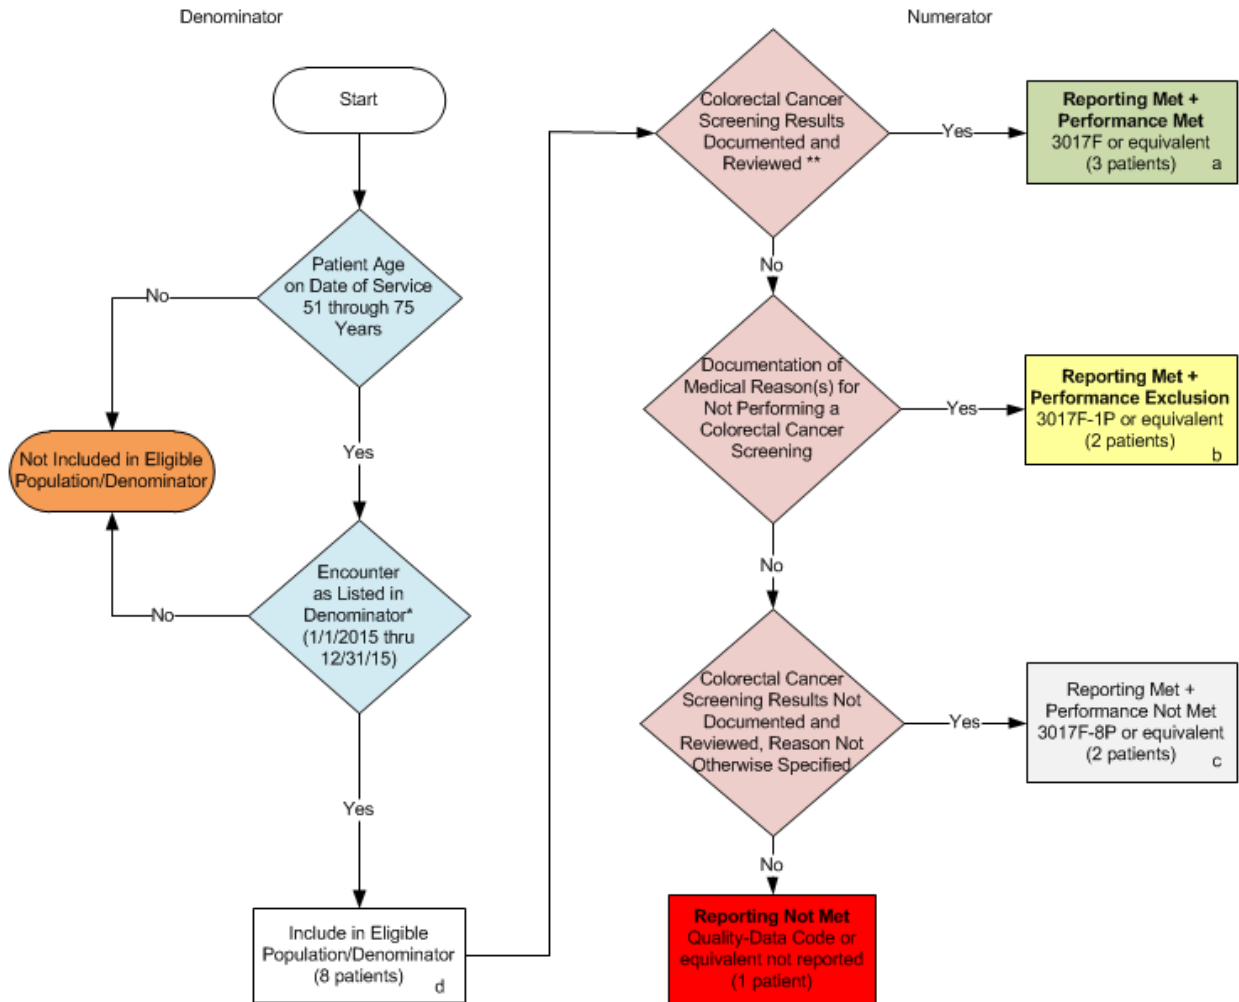 Denominator
Numerator
Start
Patient Age
on Date of Service
51 through 75
Years
No
Yes
Not Included in Eligible
Population/Denominator
Encounter
as Listed in
Denominator*
(1/1/2015 thru
12/31/15)
No
Yes
Include in Eligible
Population/Denominator
(8 patients)
d
Colorectal Cancer
Screening Results
Documented and
Reviewed **
Yes
Reporting Met +
Performance Met
3017F or equivalent
(3 patients)
a
No
Documentation of
Medical Reason(s) for
Not Performing a
Colorectal Cancer
Screening
Yes
Reporting Met +
Performance Exclusion
3017F-1P or equivalent
(2 patients)
b
No
Colorectal Cancer
Screening Results Not
Documented and
Reviewed, Reason Not
Otherwise Specified
Yes
Reporting Met +
Performance Not Met
3017F-8P or equivalent
(2 patients)
c
No
Reporting Not Met
Quality-Data Code or
equivalent not reported
(1 patient)